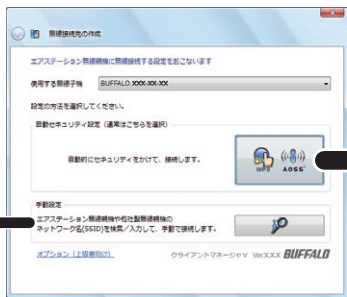 無線接続先の作成
エアステーション無線親機に無線接続する設定をおこないます
使用する無線子機 BUFFALO XXX-XX-XX
設定の方法を選択してください。
自動セキュリティ設定（通常はこちらを選択）
自動的にセキュリティをかけて、接続します。
WPS AOSS
手動設定
エアステーション無線親機や他社製無線親機の
ネットワーク名(SSID)を検索／入力して、手動で接続します。
オプション（上級者向け） クライアントマネージャV Ver.X.X.X BUFFALO